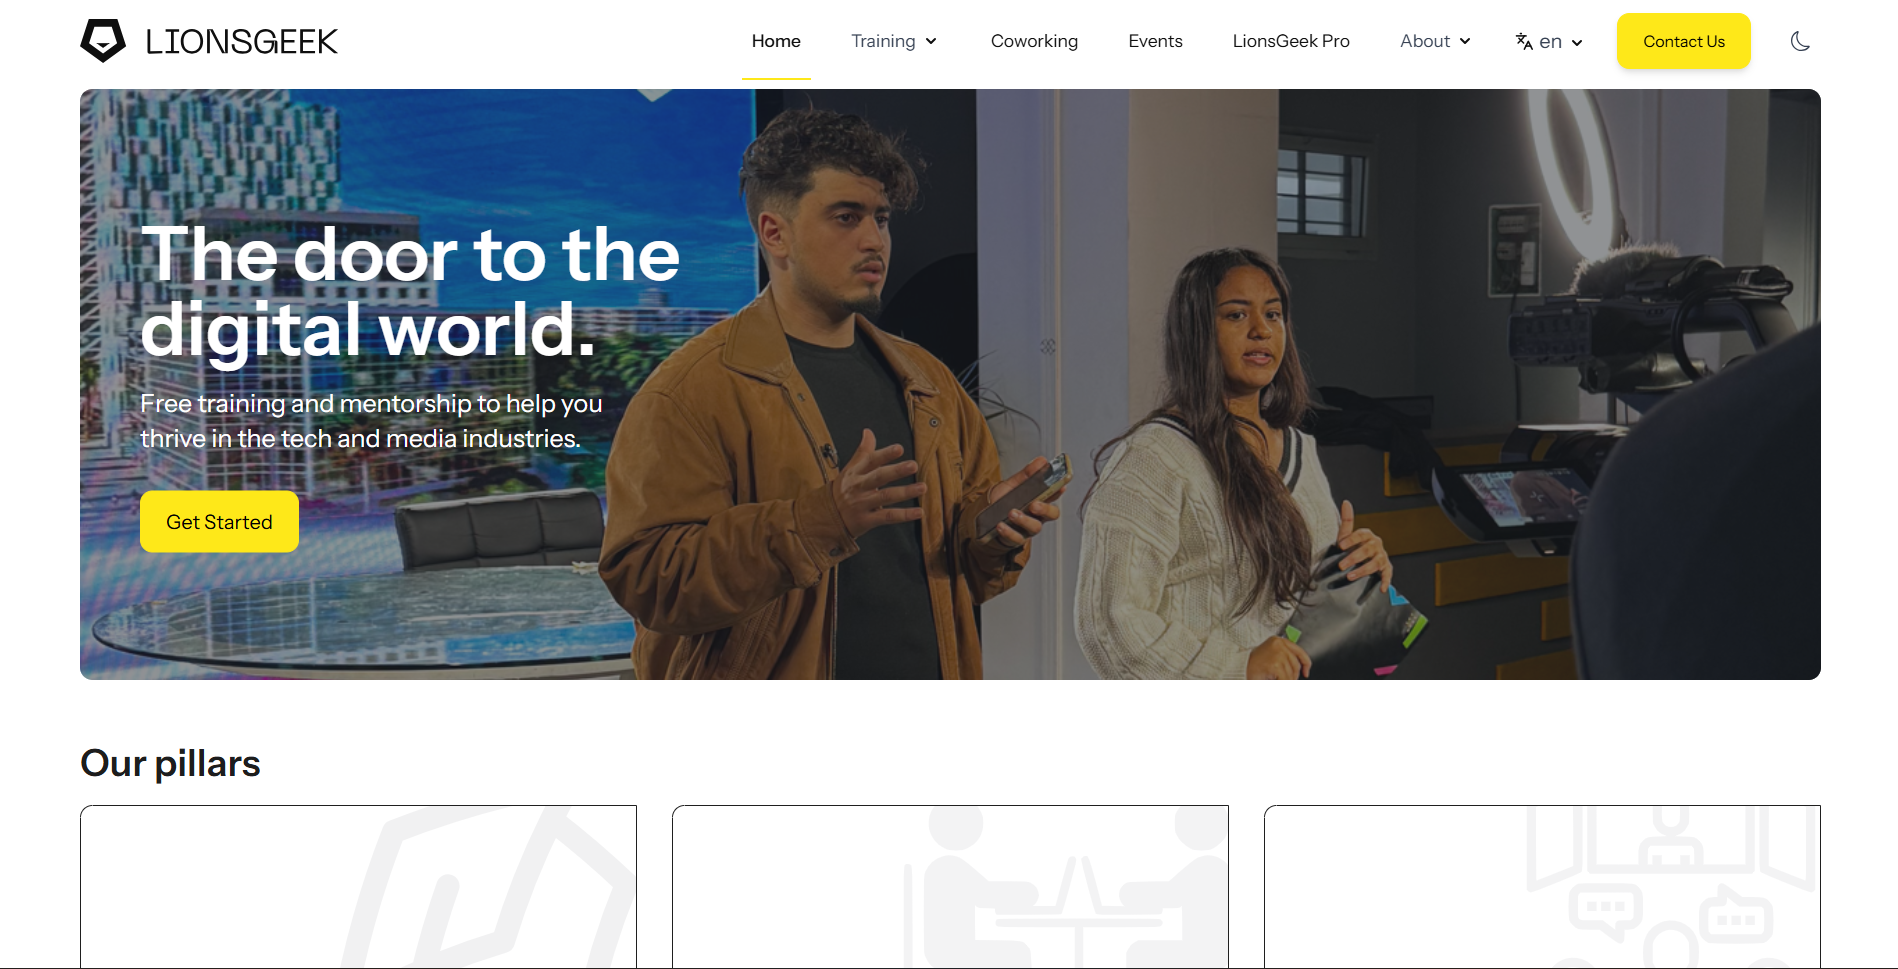 LIONSGEEK
Home Training Coworking Events LionsGeek Pro About en Contact Us
The door to the
digital world.
Free training and mentorship to help you
thrive in the tech and media industries.
Get Started
Our pillars